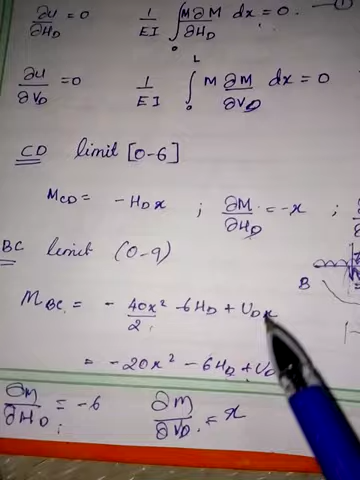 ∂U/∂H_D = 0 1/EI ∫₀ M ∂M/∂H_D dx = 0. — ①
∂U/∂V_D = 0 1/EI ∫₀ᴸ M ∂M/∂V_D dx = 0
CD limit [0-6]
M_CD = - H_D x ; ∂M/∂H_D = -x ;
BC limit (0-9)
B
M_BC = - 40x²/2 - 6H_D + V_D x
= - 20x² - 6H_D + V_D
∂M/∂H_D = -6 ∂M/∂V_D = x